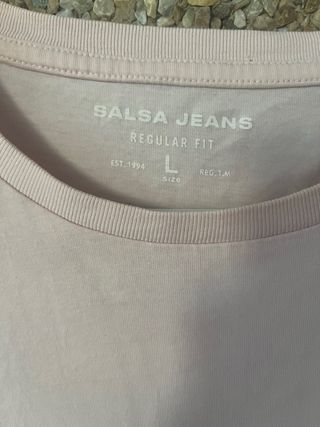 SALSA JEANS
REGULAR FIT
EST. 1994 L REG.T.M
SIZE